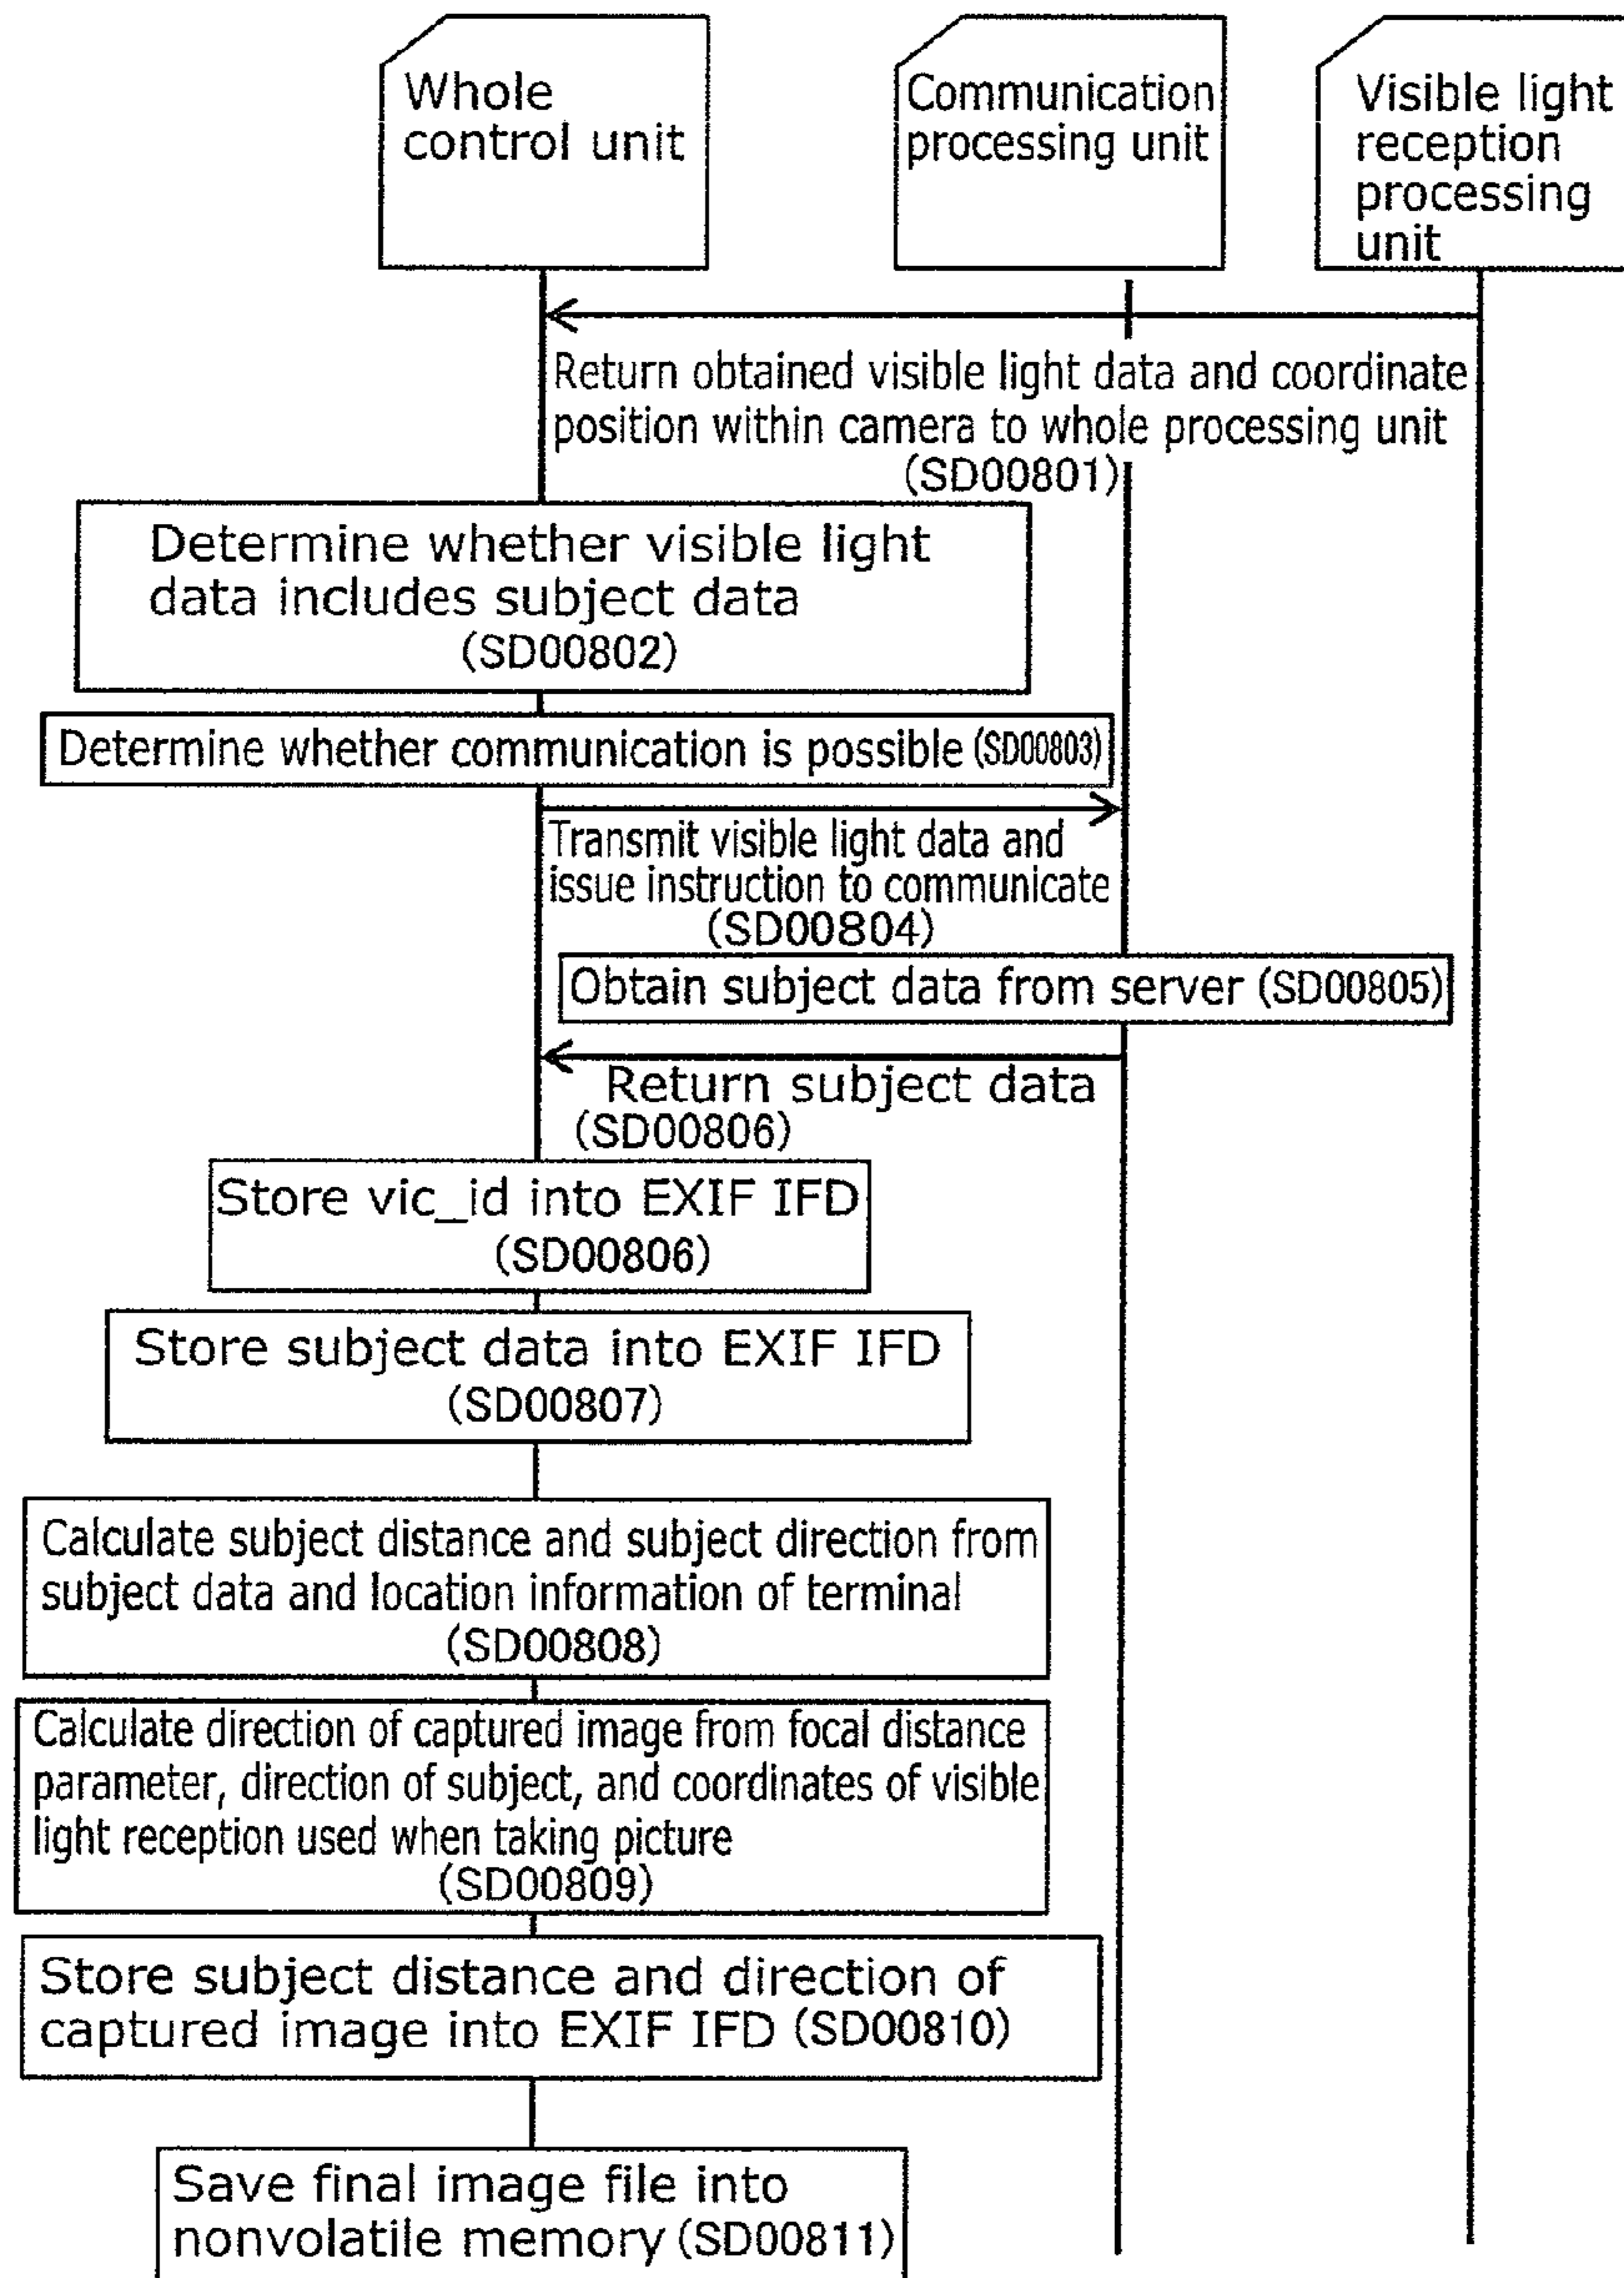 Whole
control unit
Communication
processing unit
Visible light
reception
processing
unit
Return obtained visible light data and coordinate
position within camera to whole processing unit
(SD00801)
Determine whether visible light
data includes subject data
(SD00802)
Determine whether communication is possible (SD00803)
Transmit visible light data and
issue instruction to communicate
(SD00804)
Obtain subject data from server (SD00805)
Return subject data
(SD00806)
Store vic_id into EXIF IFD
(SD00806)
Store subject data into EXIF IFD
(SD00807)
Calculate subject distance and subject direction from
subject data and location information of terminal
(SD00808)
Calculate direction of captured image from focal distance
parameter, direction of subject, and coordinates of visible
light reception used when taking picture
(SD00809)
Store subject distance and direction of
captured image into EXIF IFD (SD00810)
Save final image file into
nonvolatile memory (SD00811)